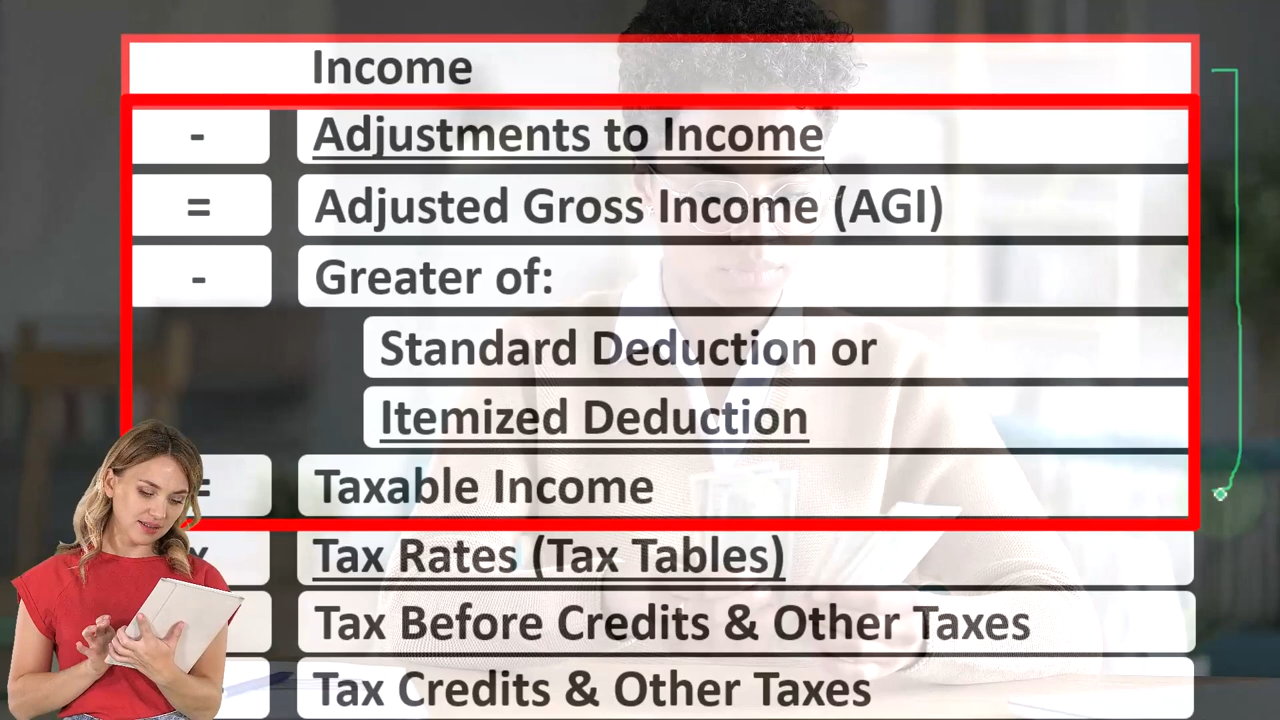 Income
- Adjustments to Income
= Adjusted Gross Income (AGI)
- Greater of:
Standard Deduction or
Itemized Deduction
= Taxable Income
Tax Rates (Tax Tables)
Tax Before Credits & Other Taxes
Tax Credits & Other Taxes